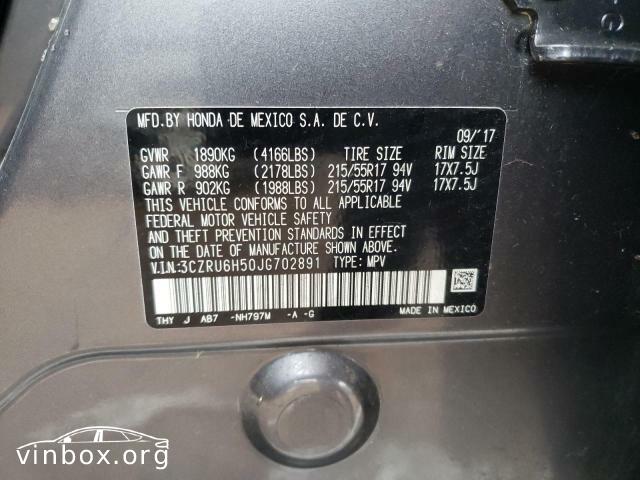 MFD.BY HONDA DE MEXICO S.A. DE C.V.
09/'17
GVWR 1890KG (4166LBS) TIRE SIZE RIM SIZE
GAWR F 988KG (2178LBS) 215/55R17 94V 17X7.5J
GAWR R 902KG (1988LBS) 215/55R17 94V 17X7.5J
THIS VEHICLE CONFORMS TO ALL APPLICABLE
FEDERAL MOTOR VEHICLE SAFETY
AND THEFT PREVENTION STANDARDS IN EFFECT
ON THE DATE OF MANUFACTURE SHOWN ABOVE.
V.I.N.:3CZRU6H50JG702891 TYPE: MPV
THY J AB7 -NH797M -A -G MADE IN MEXICO
vinbox.org